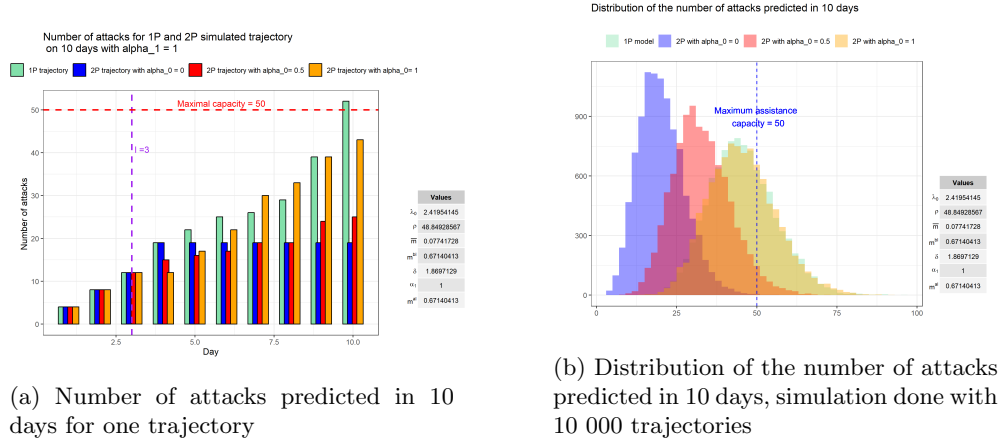 Number of attacks for 1P and 2P simulated trajectory
on 10 days with alpha_1 = 1
1P trajectory 2P trajectory with alpha_0 = 0 2P trajectory with alpha_0= 0.5 2P trajectory with alpha_0= 1
Maximal capacity = 50
l =3
Number of attacks
50
40
30
20
10
0
2.5 5.0 7.5 10.0
Day
Values
λ₀ 2.41954145
ρ 48.84928567
m̅ 0.07741728
0.67140413
δ 1.8697129
α₁ 1
0.67140413
(a) Number of attacks predicted in 10
days for one trajectory
Distribution of the number of attacks predicted in 10 days
1P model 2P with alpha_0 = 0 2P with alpha_0 = 0.5 2P with alpha_0 = 1
Maximum assistance
capacity = 50
900
600
300
0
0 25 50 75 100
Values
λ₀ 2.41954145
ρ 48.84928567
m̅ 0.07741728
0.67140413
δ 1.8697129
α₁ 1
0.67140413
(b) Distribution of the number of attacks
predicted in 10 days, simulation done with
10 000 trajectories